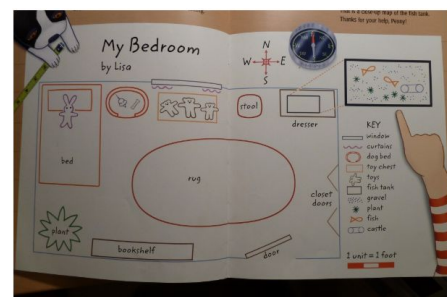 This is a close-up map of the fish tank.
Thanks for your help, Penny!
My Bedroom
by Lisa
N
W E
S
stool
dresser
bed
rug
closet
doors
plant
bookshelf
door
KEY
window
curtains
dog bed
toy chest
toys
fish tank
gravel
plant
fish
castle
1 unit = 1 foot